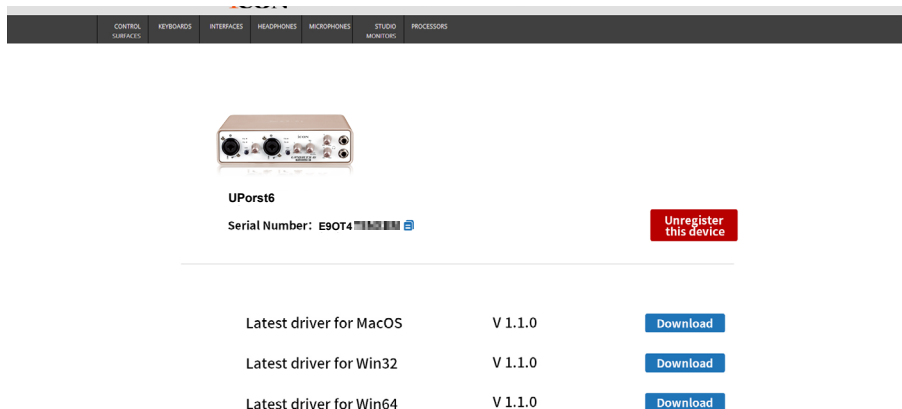 CONTROL SURFACES
KEYBOARDS
INTERFACES
HEADPHONES
MICROPHONES
STUDIO MONITORS
PROCESSORS
UPorst6
Serial Number: E9OT4
Unregister
this device
Latest driver for MacOS V 1.1.0 Download
Latest driver for Win32 V 1.1.0 Download
Latest driver for Win64 V 1.1.0 Download